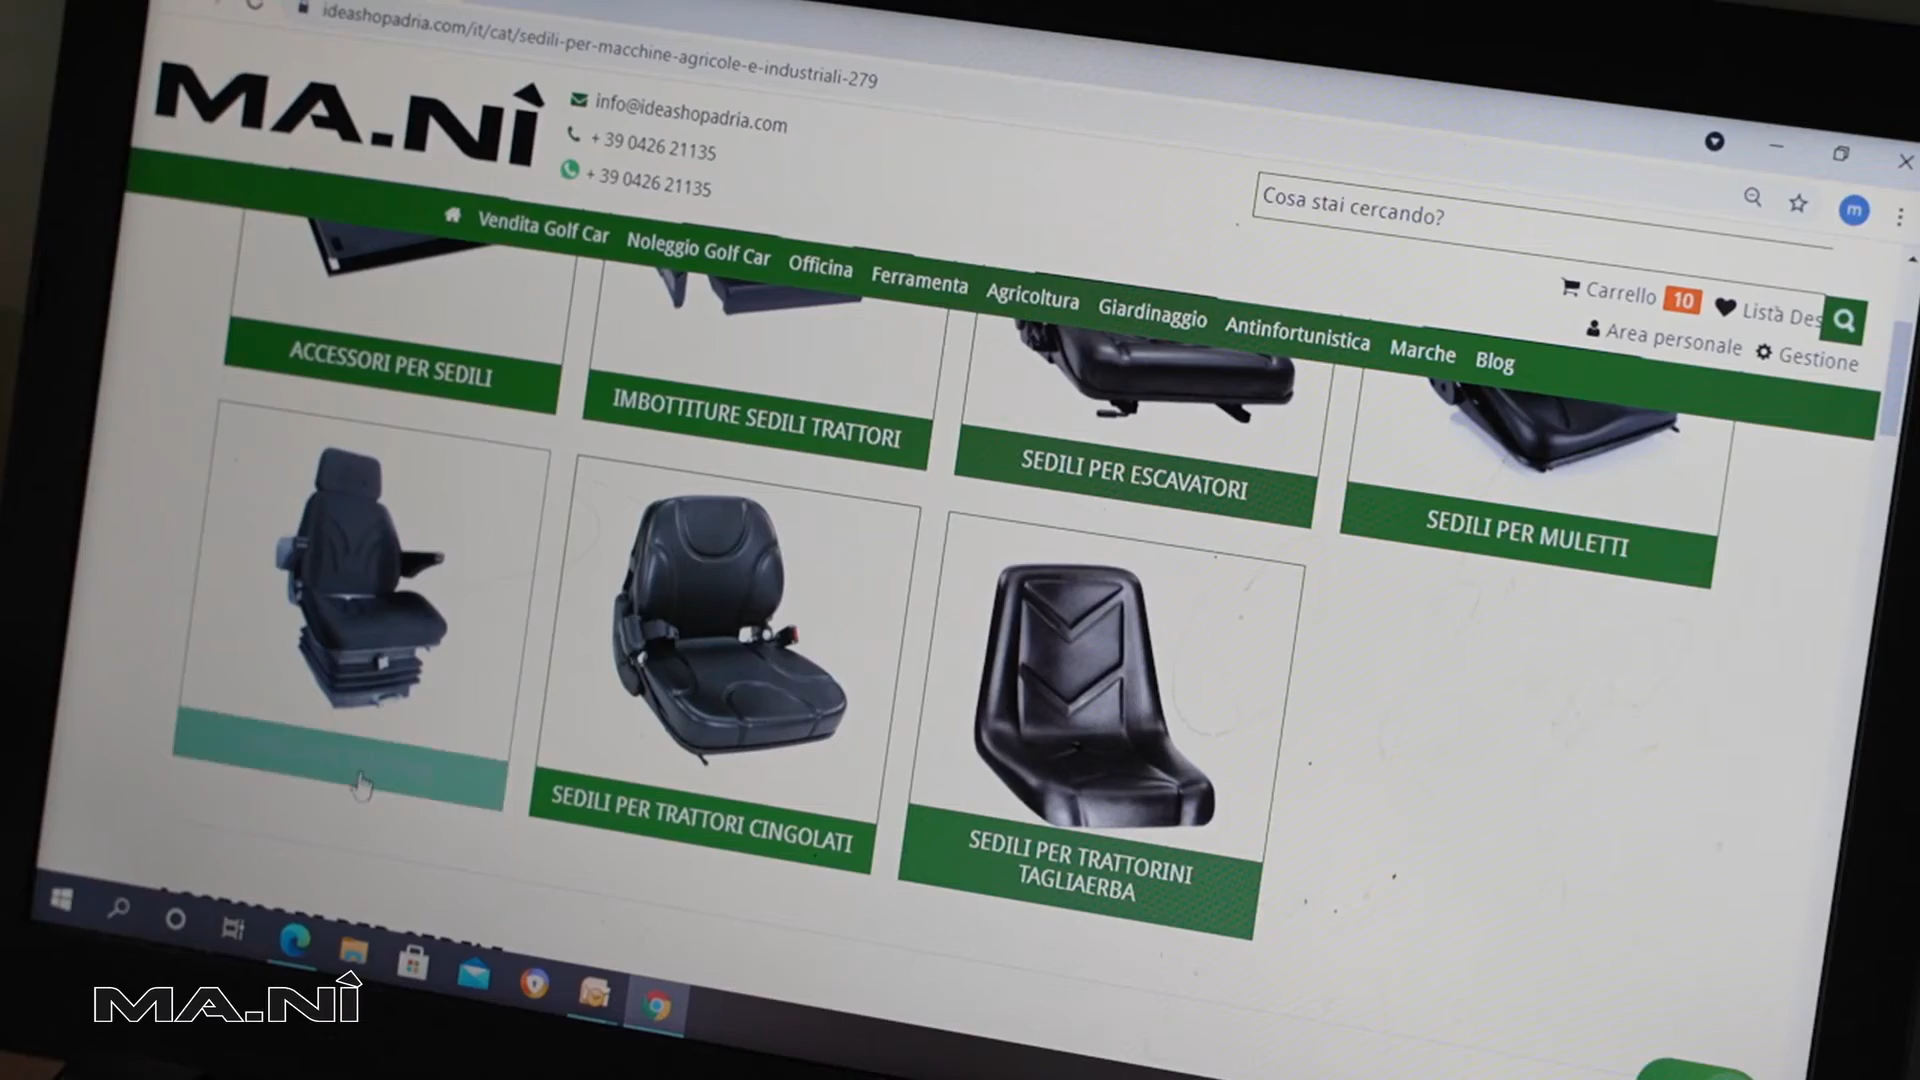 ideashopadria.com/it/cat/sedili-per-macchine-agricole-e-industriali-279
MA.NÌ
info@ideashopadria.com
+ 39 0426 21135
+ 39 0426 21135
Cosa stai cercando?
m
Vendita Golf Car Noleggio Golf Car Officina Ferramenta Agricoltura Giardinaggio Antinfortunistica Marche Blog
Carrello 10 Lista Des
Area personale Gestione
ACCESSORI PER SEDILI
IMBOTTITURE SEDILI TRATTORI
SEDILI PER ESCAVATORI
SEDILI PER MULETTI
SEDILI PER TRATTORI CINGOLATI
SEDILI PER TRATTORINI
TAGLIAERBA
MA.NÌ